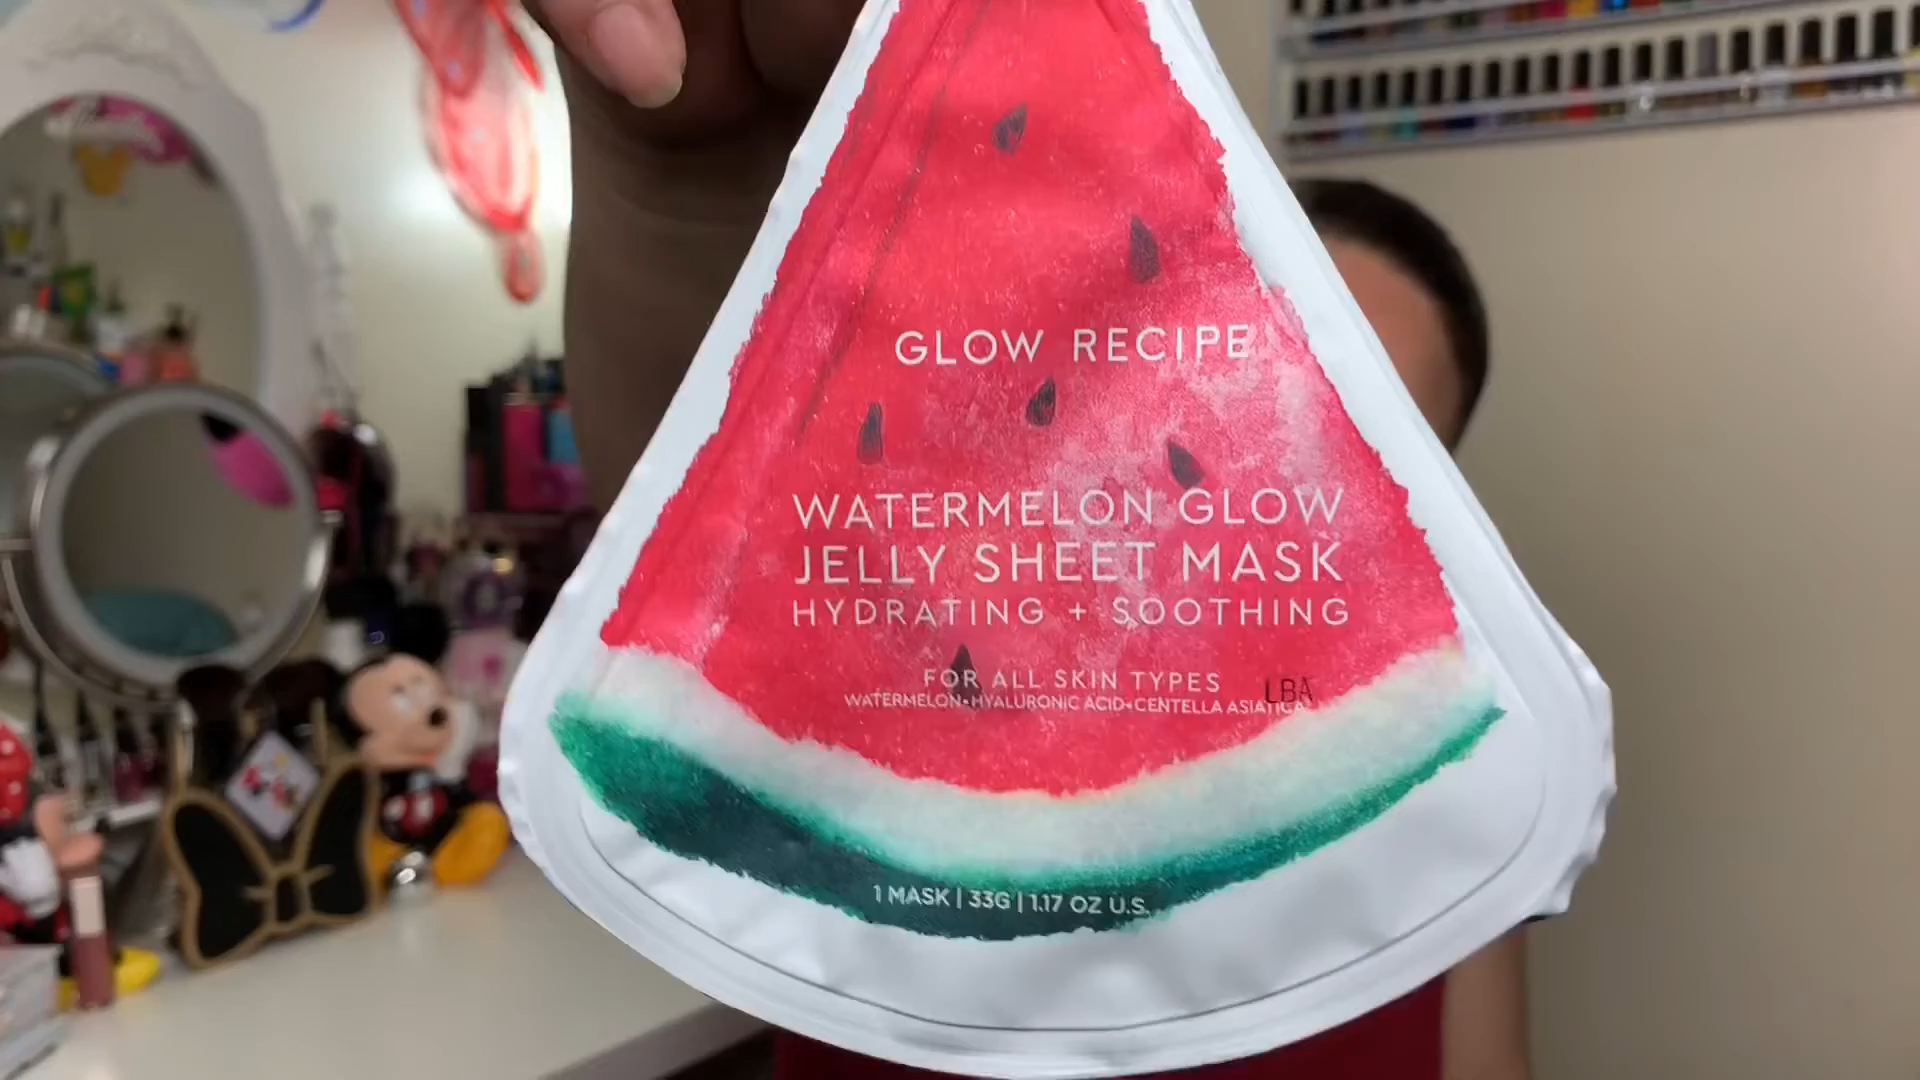 GLOW RECIPE
WATERMELON GLOW
JELLY SHEET MASK
HYDRATING + SOOTHING
FOR ALL SKIN TYPES
LBA
WATERMELON•HYALURONIC ACID•CENTELLA ASIATICA
1 MASK | 33G | 1.17 OZ U.S.